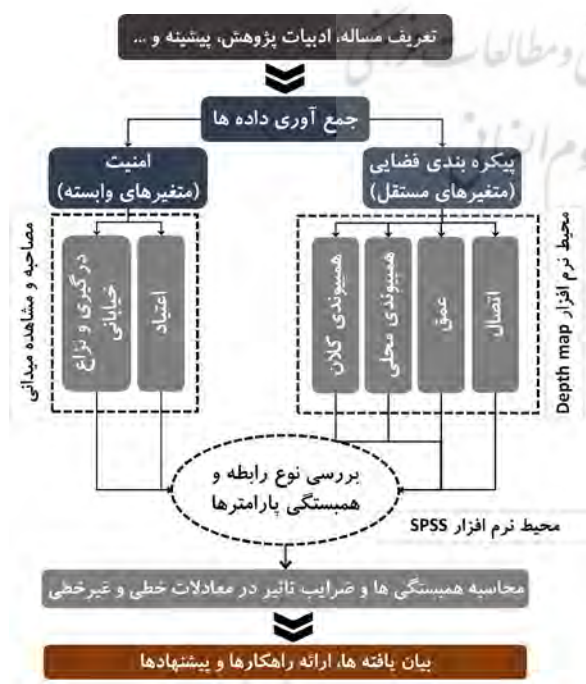 تعریف مساله، ادبیات پژوهش، پیشینه و ...
جمع آوری داده ها
پیکره بندی فضایی
(متغیرهای مستقل)
امنیت
(متغیرهای وابسته)
محیط نرم افزار Depth map
اتصال
عمق
همپیوندی محلی
همپیوندی کلان
اعتیاد
درگیری و نزاع
خیابانی
مصاحبه و مشاهده میدانی
بررسی نوع رابطه و
همبستگی پارامترها
محیط نرم افزار SPSS
محاسبه همبستگی ها و ضرایب تاثیر در معادلات خطی و غیرخطی
بیان یافته ها، ارائه راهکارها و پیشنهادها